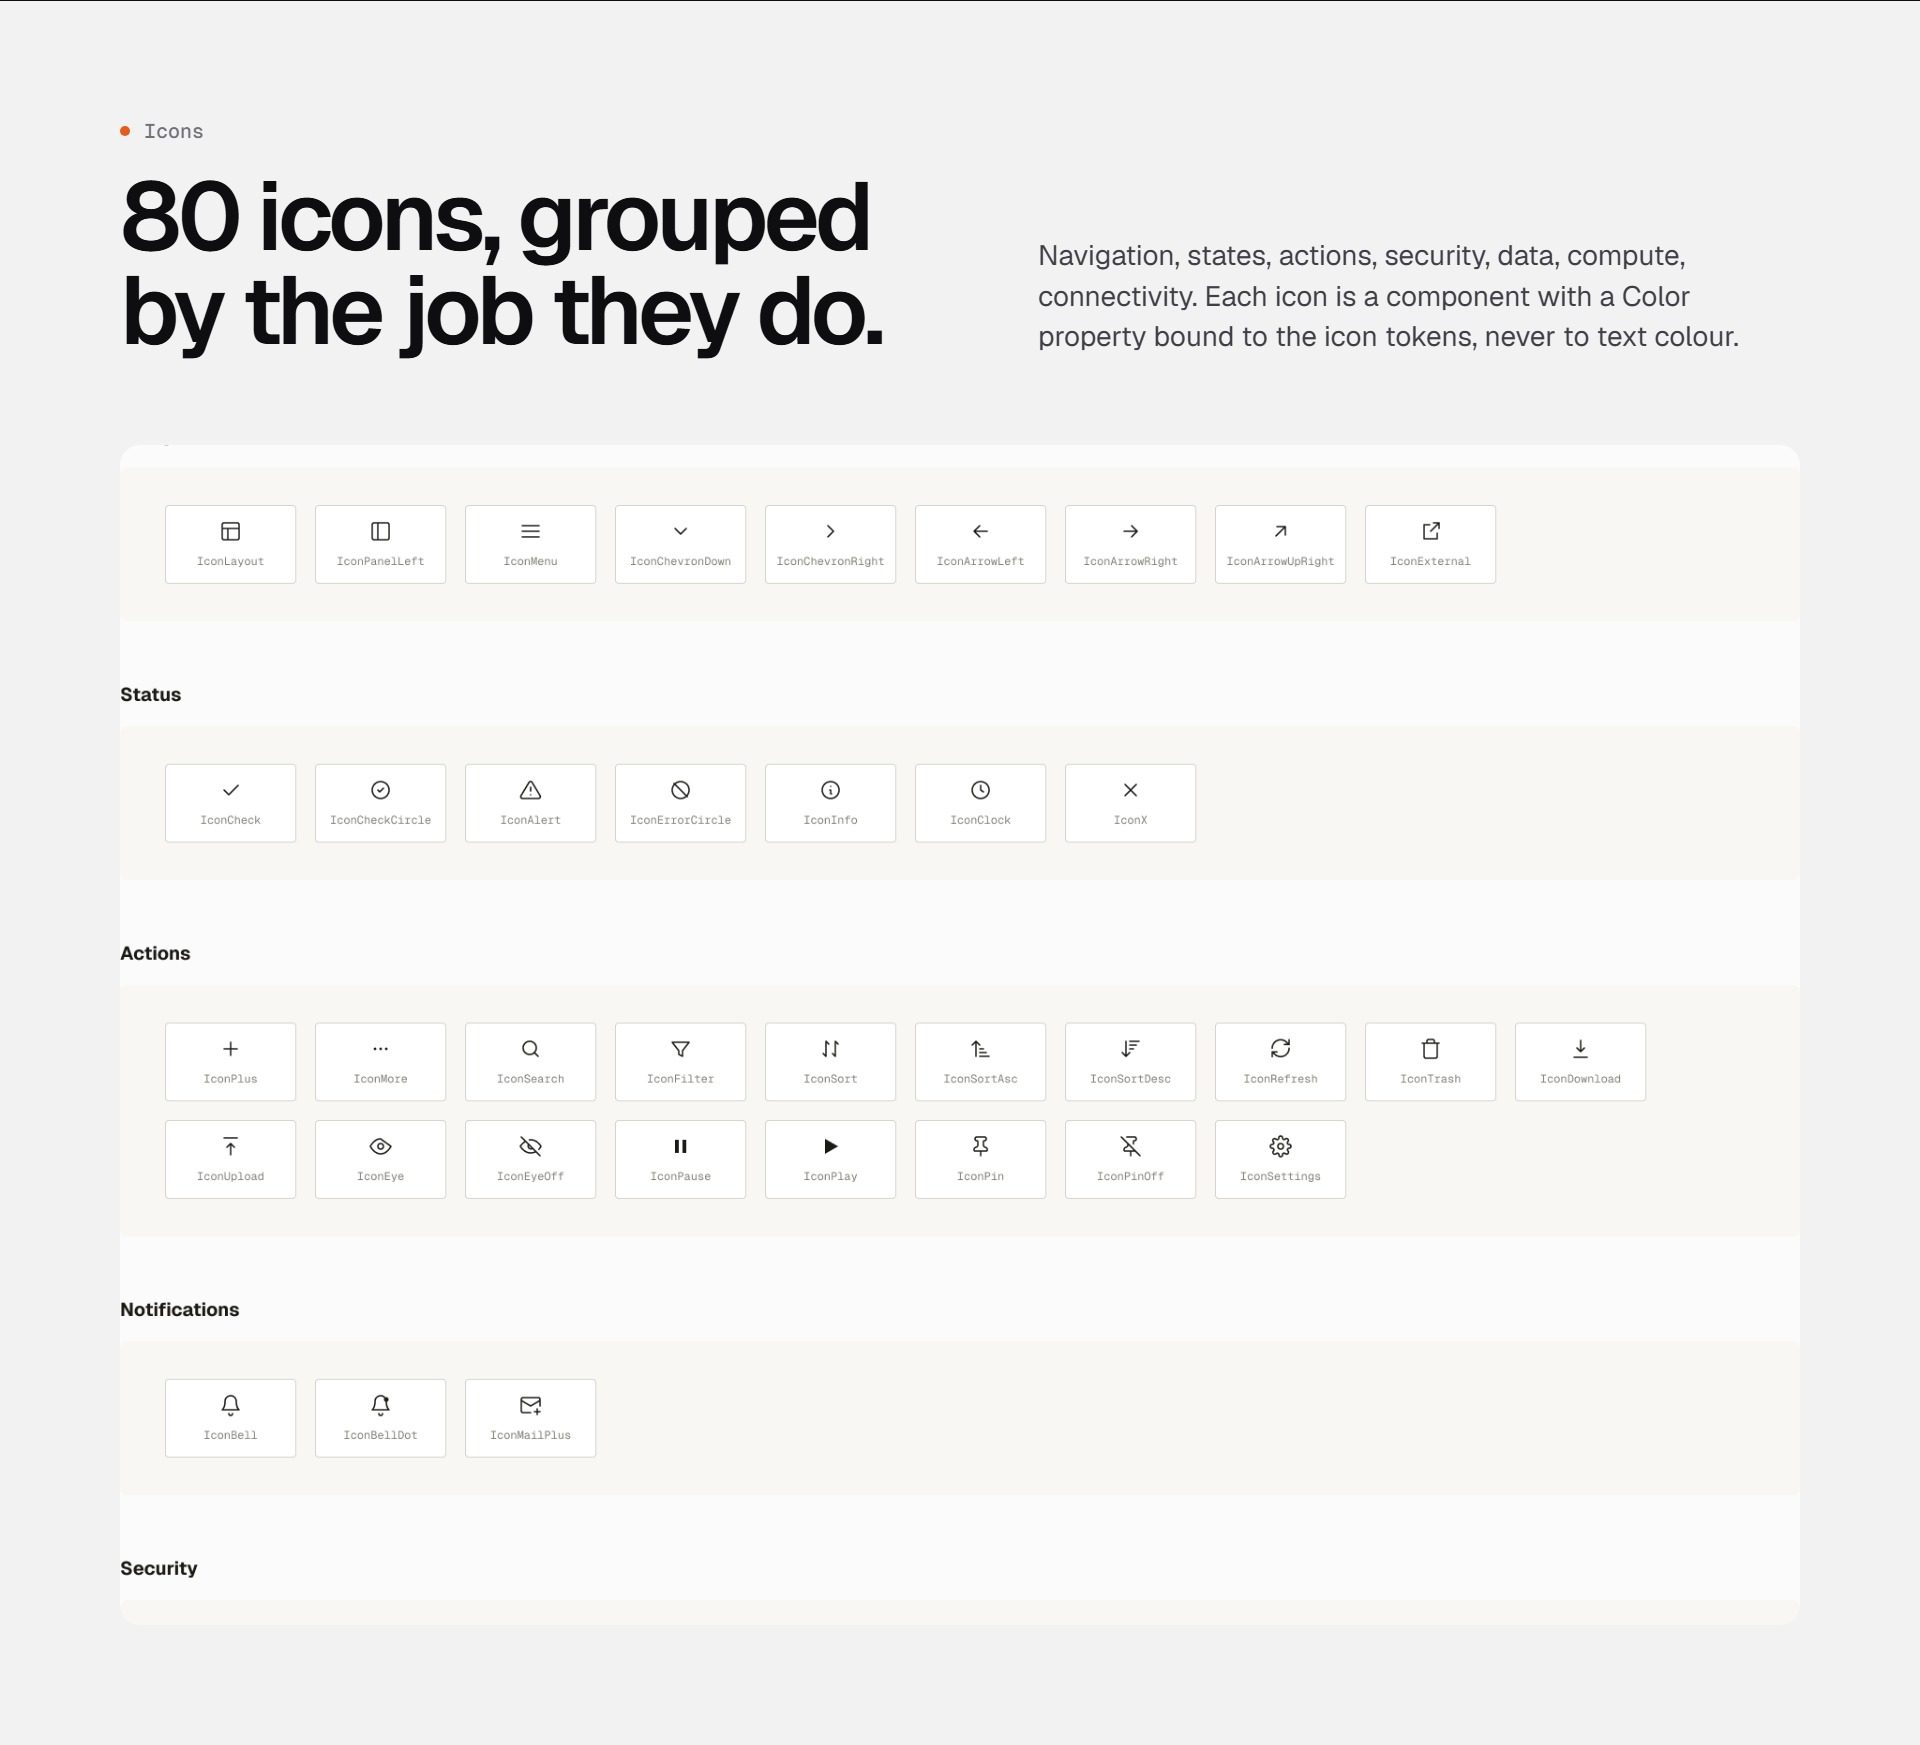 Icons
80 icons, grouped
by the job they do.
Navigation, states, actions, security, data, compute,
connectivity. Each icon is a component with a Color
property bound to the icon tokens, never to text colour.
IconLayout IconPanelLeft IconMenu IconChevronDown IconChevronRight IconArrowLeft IconArrowRight IconArrowUpRight IconExternal
Status
IconCheck IconCheckCircle IconAlert IconErrorCircle IconInfo IconClock IconX
Actions
IconPlus IconMore IconSearch IconFilter IconSort IconSortAsc IconSortDesc IconRefresh IconTrash IconDownload
IconUpload IconEye IconEyeOff IconPause IconPlay IconPin IconPinOff IconSettings
Notifications
IconBell IconBellDot IconMailPlus
Security